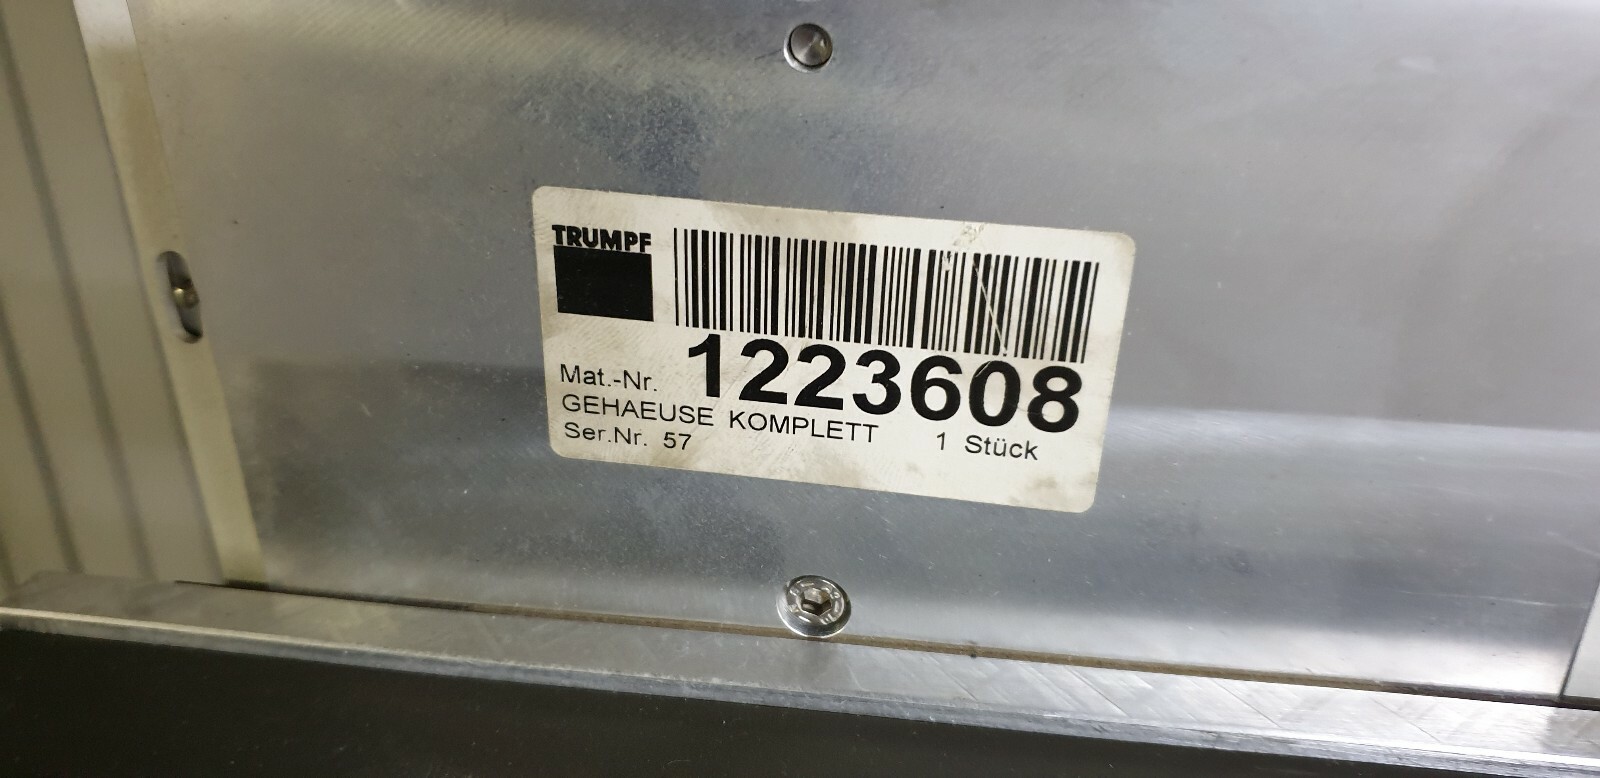 TRUMPF
Mat.-Nr. 1223608
GEHAEUSE KOMPLETT 1 Stück
Ser.Nr. 57